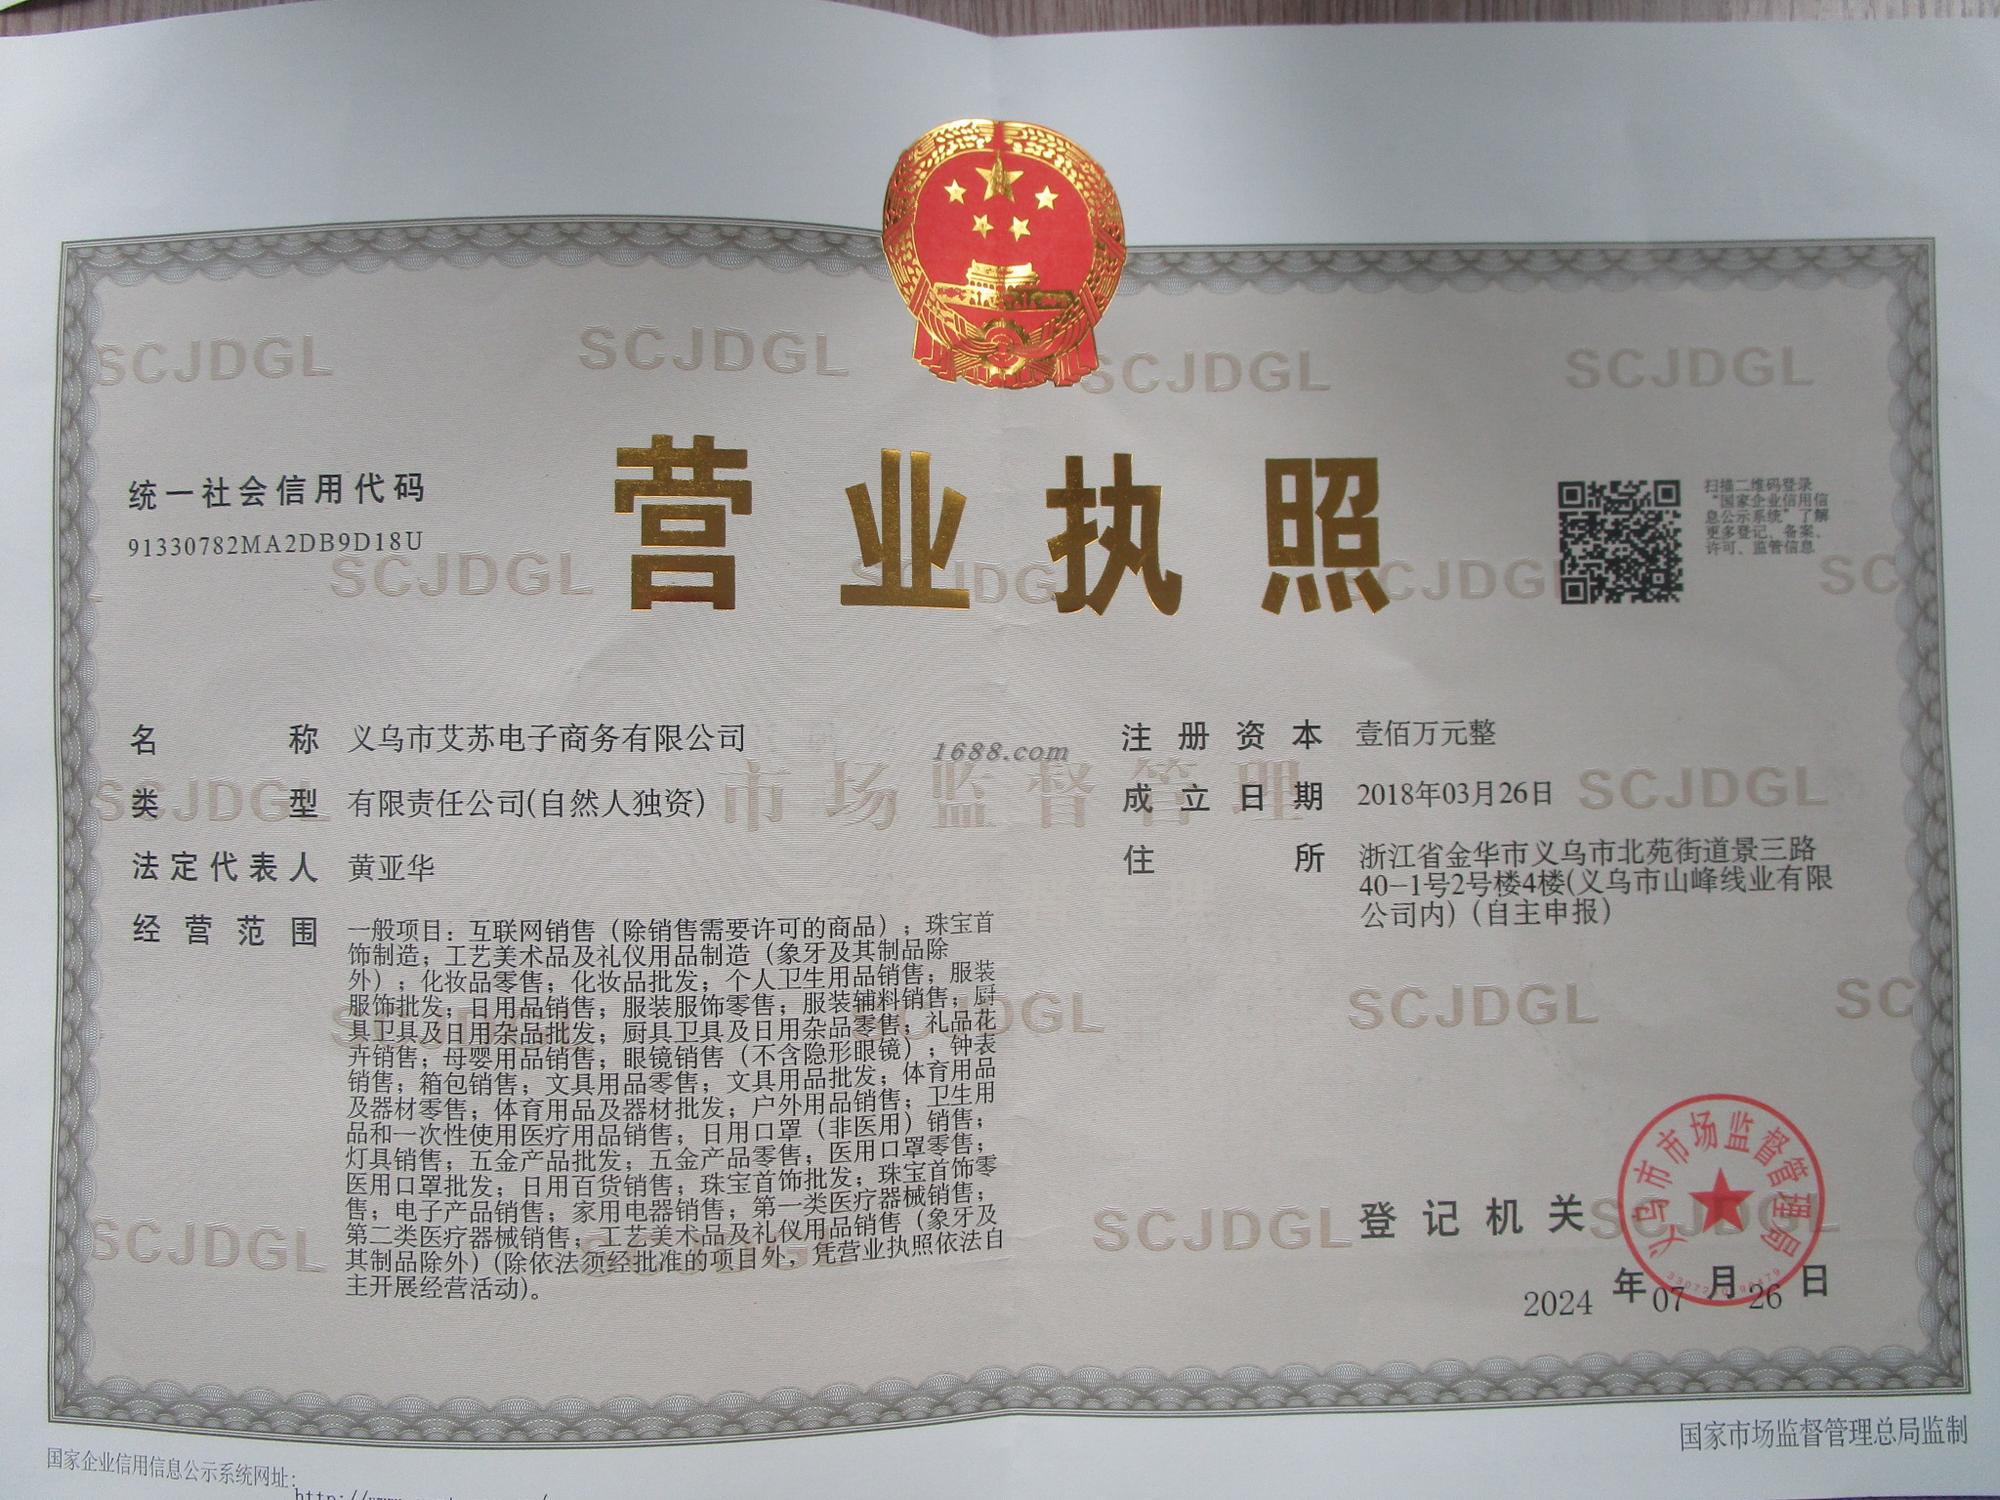 统一社会信用代码
91330782MA2DB9D18U
营业执照
扫描二维码登录
“国家企业信用信
息公示系统”了解
更多登记、备案、
许可、监管信息
名称 义乌市艾苏电子商务有限公司
类型 有限责任公司(自然人独资)
法定代表人 黄亚华
经营范围 一般项目：互联网销售（除销售需要许可的商品）；珠宝首
饰制造；工艺美术品及礼仪用品制造（象牙及其制品除
外）；化妆品零售；化妆品批发；个人卫生用品销售；服装
服饰批发；日用品销售；服装服饰零售；服装辅料销售；厨
具卫具及日用杂品批发；厨具卫具及日用杂品零售；礼品花
卉销售；母婴用品销售；眼镜销售（不含隐形眼镜）；钟表
销售；箱包销售；文具用品零售；文具用品批发；体育用品
及器材零售；体育用品及器材批发；户外用品销售；卫生用
品和一次性使用医疗用品销售；日用口罩（非医用）销售；
灯具销售；五金产品批发；五金产品零售；医用口罩零售；
医用口罩批发；日用百货销售；珠宝首饰批发；珠宝首饰零
售；电子产品销售；家用电器销售；第一类医疗器械销售；
第二类医疗器械销售；工艺美术品及礼仪用品销售（象牙及
其制品除外）(除依法须经批准的项目外，凭营业执照依法自
主开展经营活动)。
注册资本 壹佰万元整
成立日期 2018年03月26日
住所 浙江省金华市义乌市北苑街道景三路
40-1号2号楼4楼(义乌市山峰线业有限
公司内)（自主申报）
1688.com
市场监督管理
SCJDGL
登记机关
义乌市市场监督管理局
2024年07月26日
国家企业信用信息公示系统网址：
国家市场监督管理总局监制